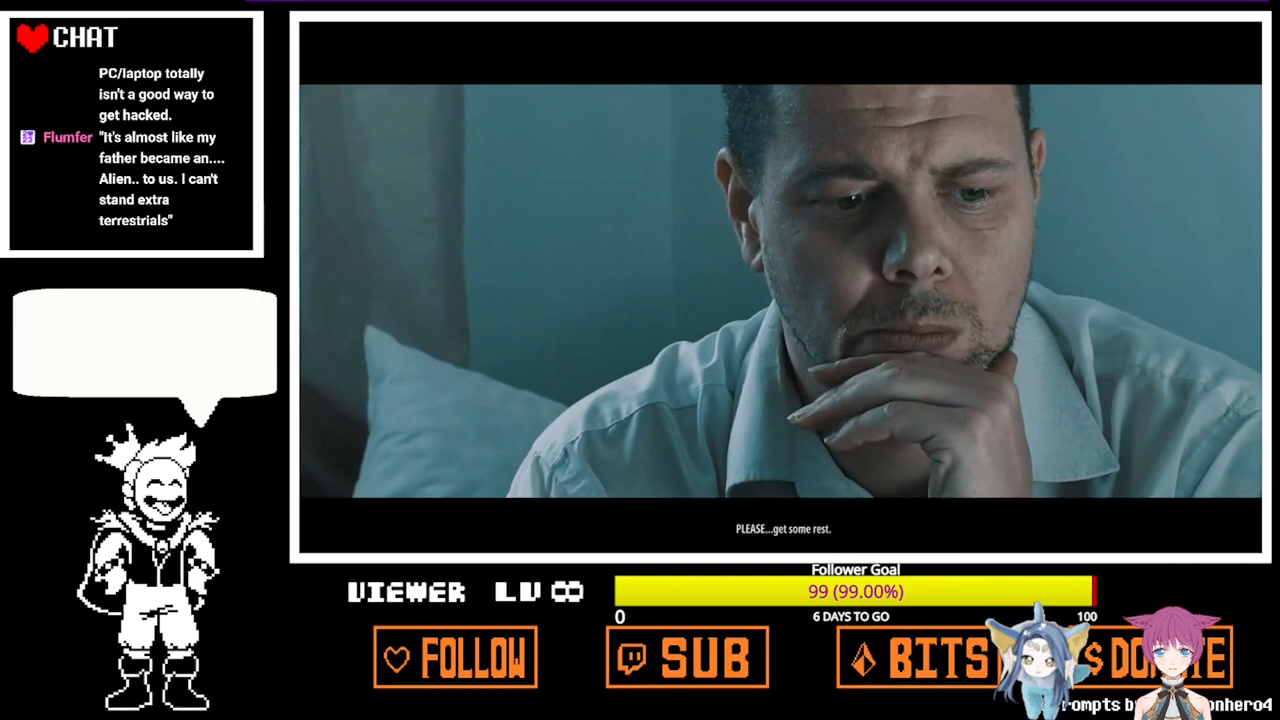 CHAT
PC/laptop totally
isn't a good way to
get hacked.
Flumfer "It's almost like my
father became an....
Alien.. to us. I can't
stand extra
terrestrials"
PLEASE...get some rest.
Follower Goal
VIEWER LV ∞
99 (99.00%)
0 6 DAYS TO GO 100
FOLLOW
SUB
BITS
$